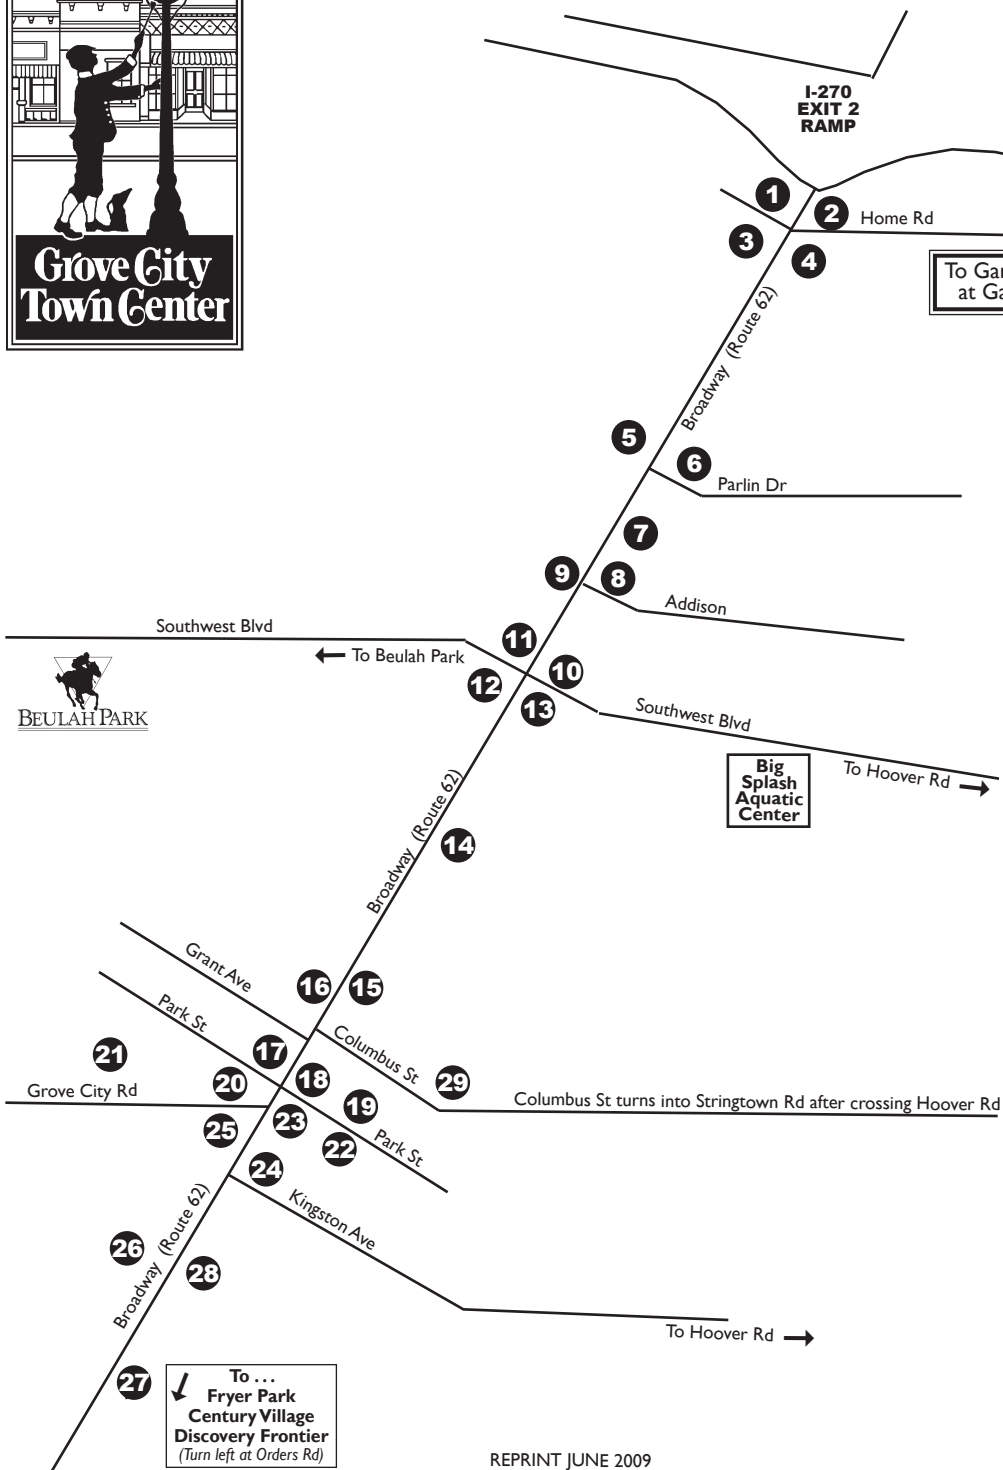 Grove City
Town Center
I-270
EXIT 2
RAMP
1
2
Home Rd
3
4
To Gar
at Ga
Broadway (Route 62)
5
6
Parlin Dr
7
9
8
Addison
Southwest Blvd
11
To Beulah Park
10
12
13
BEULAH PARK
Southwest Blvd
Big
Splash
Aquatic
Center
To Hoover Rd
Broadway (Route 62)
14
Grant Ave
16
15
Park St
Columbus St
17
21
18
29
20
Grove City Rd
19
Columbus St turns into Stringtown Rd after crossing Hoover Rd
25
23
22
Park St
24
Kingston Ave
Broadway (Route 62)
26
28
To Hoover Rd
27
To . . .
Fryer Park
Century Village
Discovery Frontier
(Turn left at Orders Rd)
REPRINT JUNE 2009